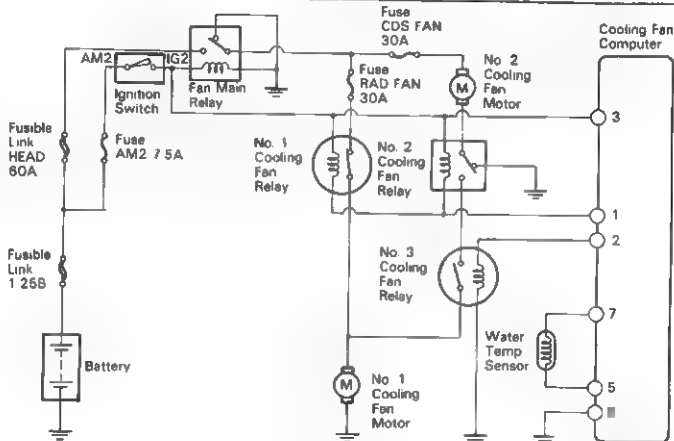 Fuse
CDS FAN
30A
Cooling Fan
Computer
AM2
IG2
Ignition
Switch
Fan Main
Relay
Fuse
RAD FAN
30A
No. 2
Cooling
Fan
Motor
M
3
Fusible
Link
HEAD
60A
Fuse
AM2 7 5A
No. 1
Cooling
Fan
Relay
No. 2
Cooling
Fan
Relay
1
2
Fusible
Link
1 25B
No. 3
Cooling
Fan
Relay
7
Battery
Water
Temp
Sensor
M
No 1
Cooling
Fan
Motor
5